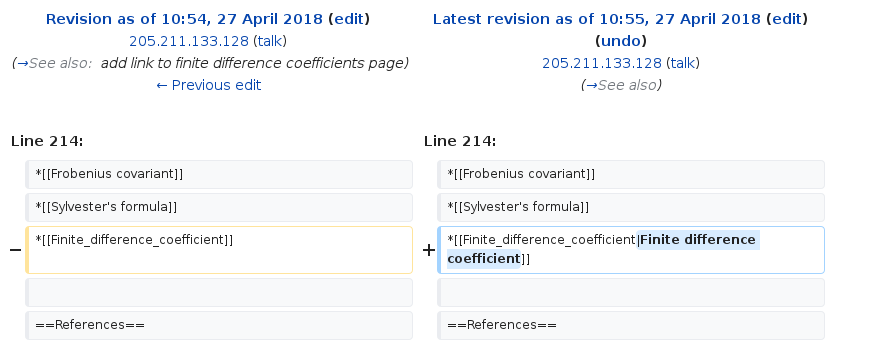 Revision as of 10:54, 27 April 2018 (edit)
205.211.133.128 (talk)
(→See also: add link to finite difference coefficients page)
← Previous edit
Latest revision as of 10:55, 27 April 2018 (edit)
(undo)
205.211.133.128 (talk)
(→See also)
Line 214:
Line 214:
*[[Frobenius covariant]]
*[[Frobenius covariant]]
*[[Sylvester's formula]]
*[[Sylvester's formula]]
−
*[[Finite_difference_coefficient]]
+
*[[Finite_difference_coefficient|Finite difference
coefficient]]
==References==
==References==